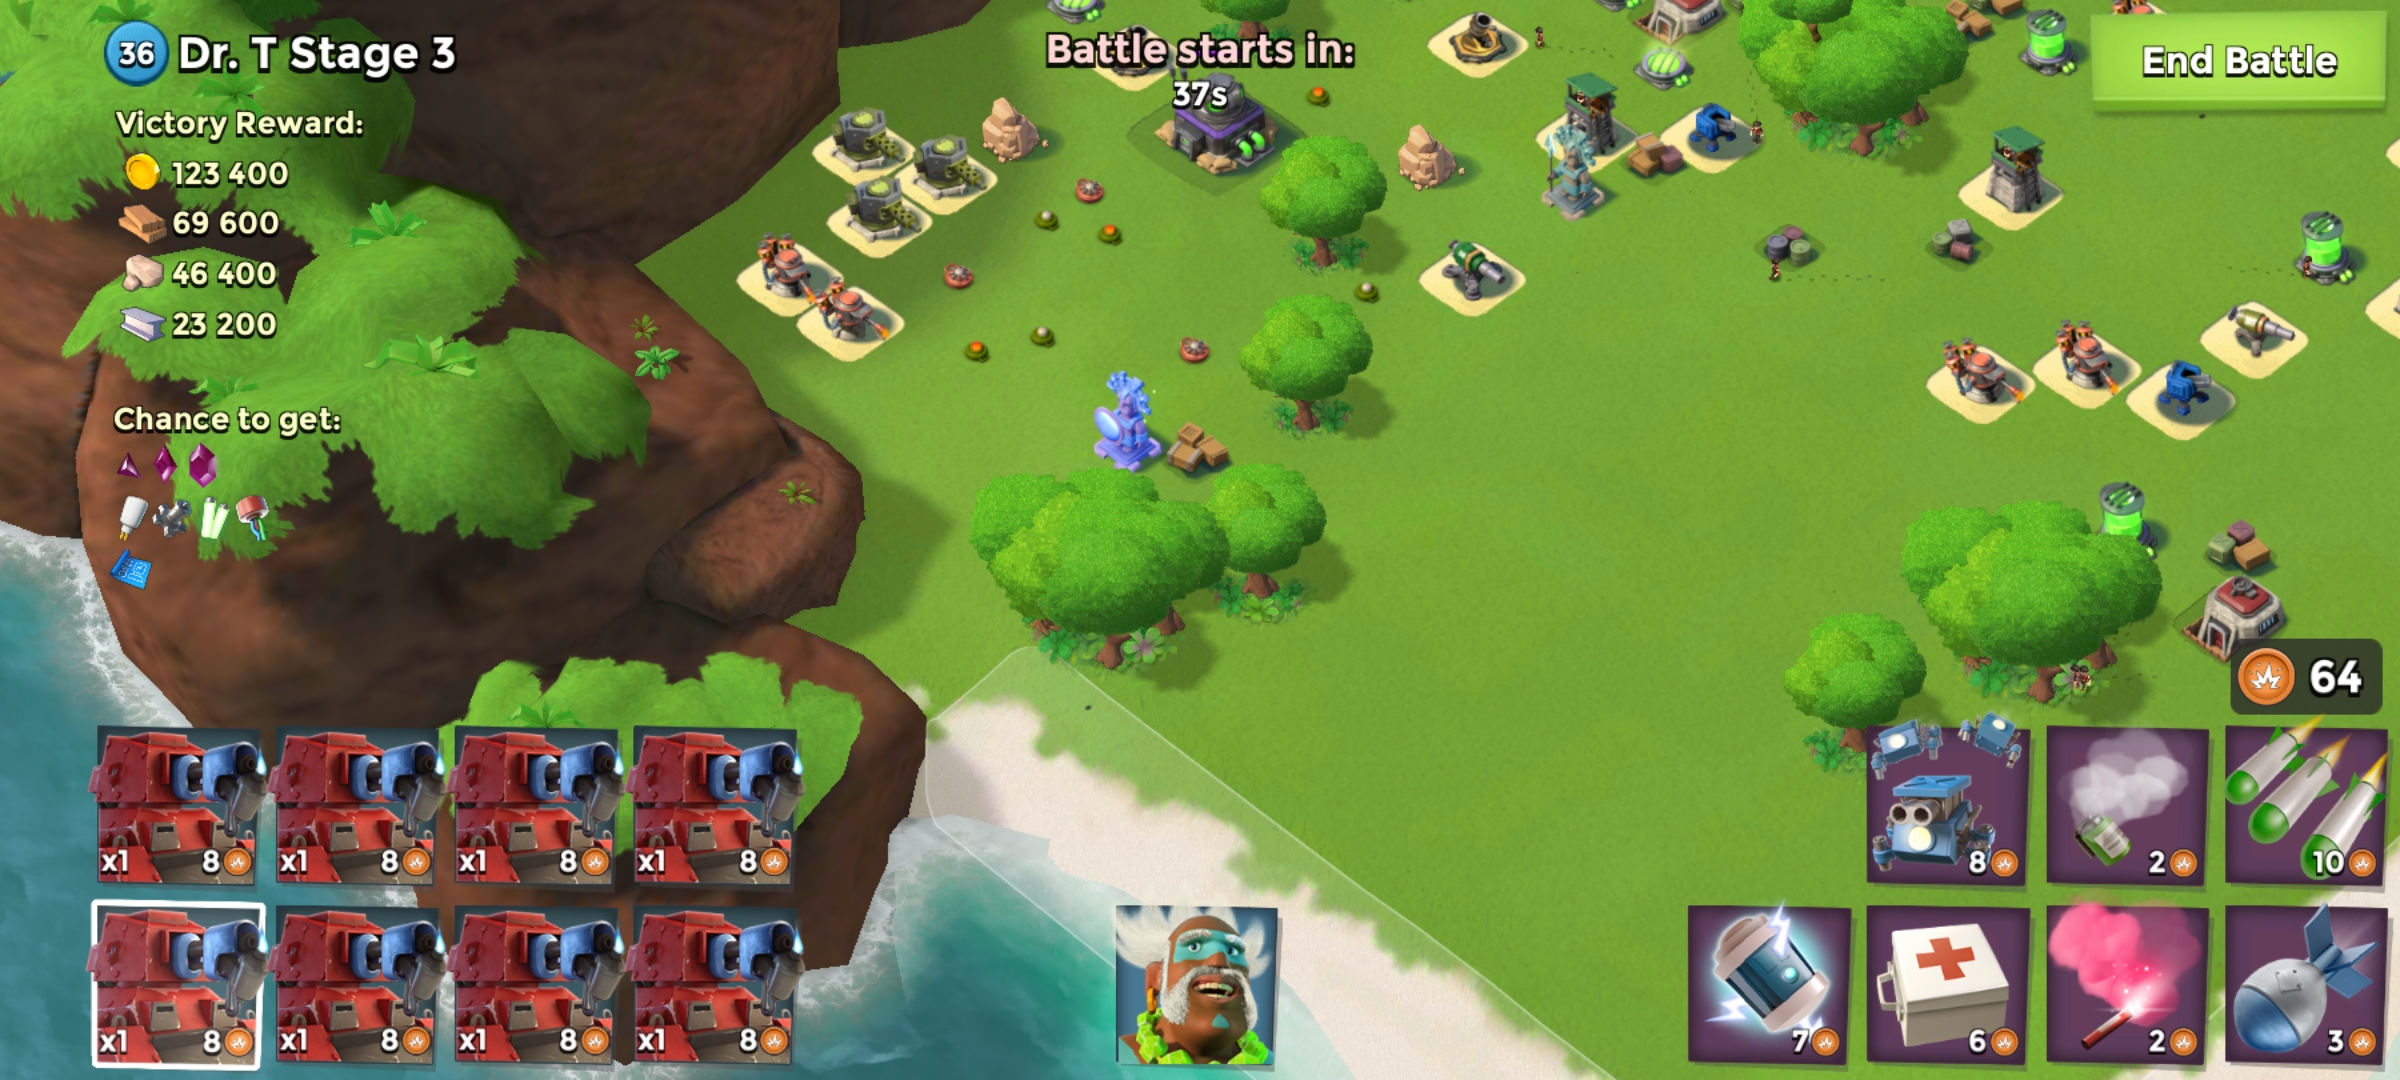 36 Dr. T Stage 3
Victory Reward:
123 400
69 600
46 400
23 200
Chance to get:
Battle starts in:
37s
End Battle
64
x1 8
x1 8
x1 8
x1 8
8
2
10
x1 8
x1 8
x1 8
x1 8
7
6
2
3